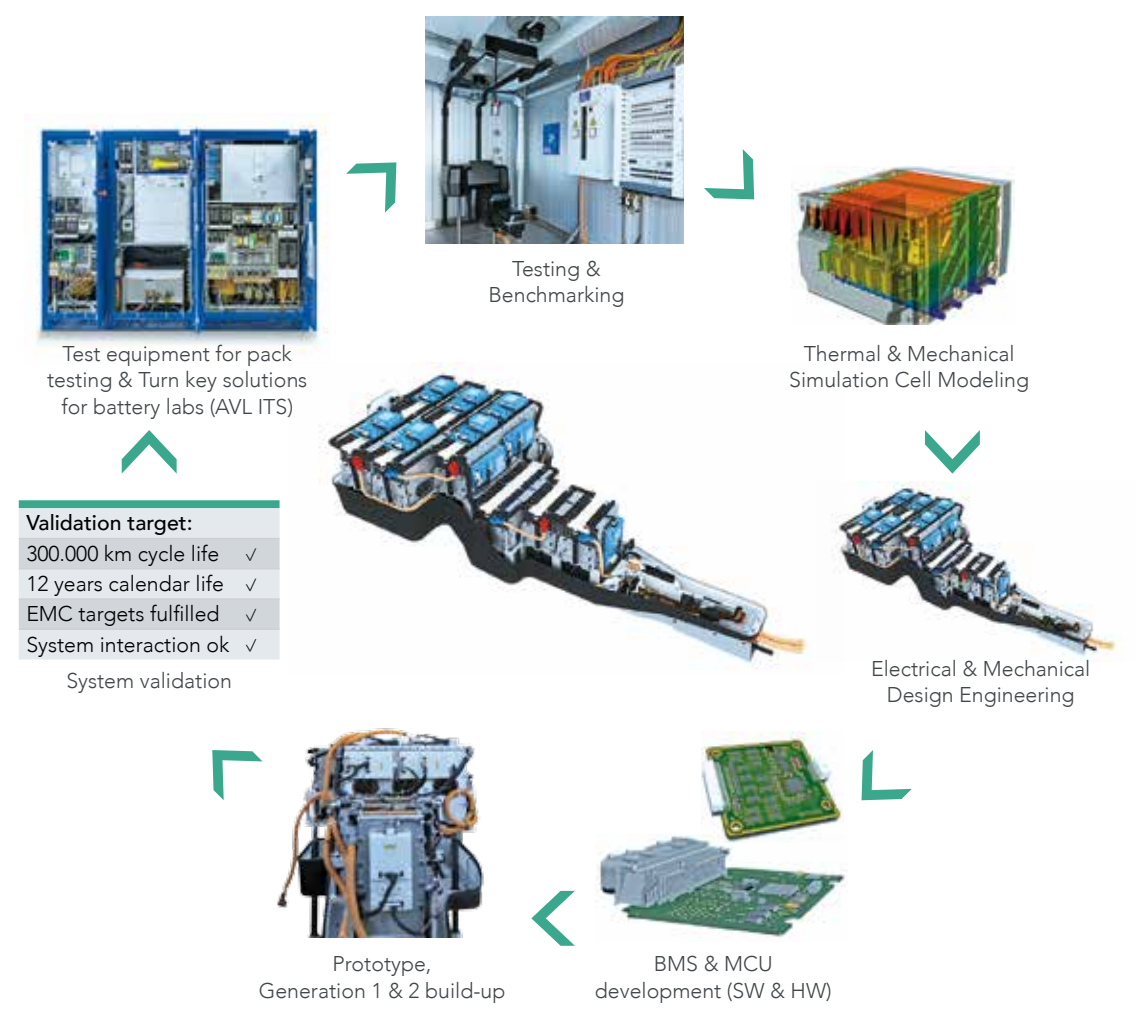 Testing &
Benchmarking
Thermal & Mechanical
Simulation Cell Modeling
Electrical & Mechanical
Design Engineering
BMS & MCU
development (SW & HW)
Prototype,
Generation 1 & 2 build-up
Validation target:
300.000 km cycle life ✓
12 years calendar life ✓
EMC targets fulfilled ✓
System interaction ok ✓
System validation
Test equipment for pack
testing & Turn key solutions
for battery labs (AVL ITS)